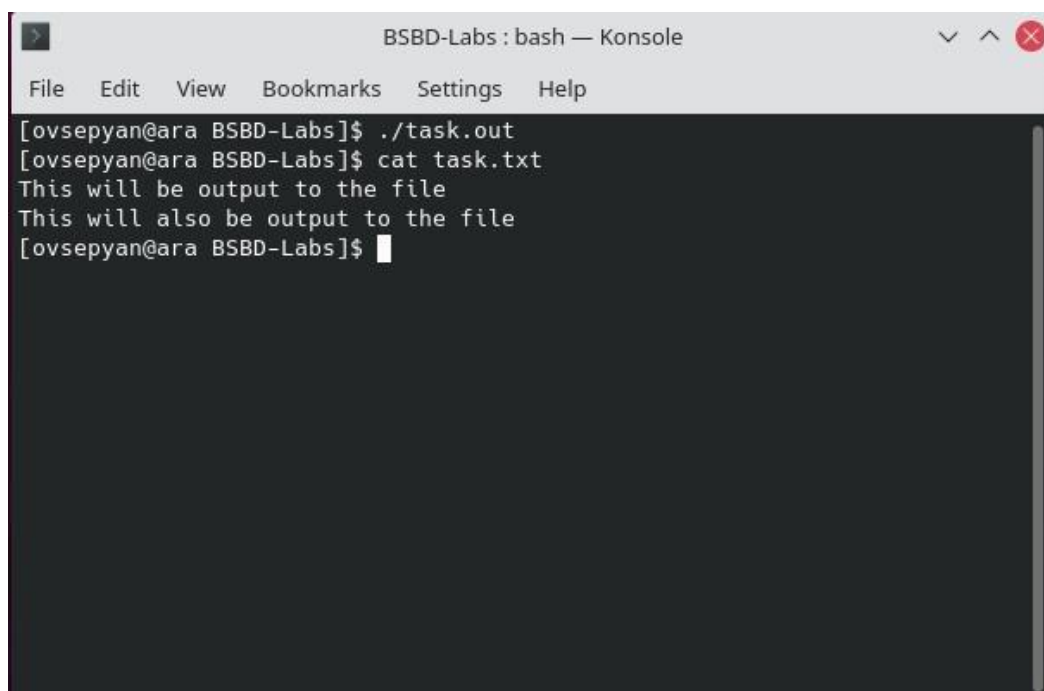 BSBD-Labs : bash — Konsole
File Edit View Bookmarks Settings Help
[ovsepyan@ara BSBD-Labs]$ ./task.out
[ovsepyan@ara BSBD-Labs]$ cat task.txt
This will be output to the file
This will also be output to the file
[ovsepyan@ara BSBD-Labs]$